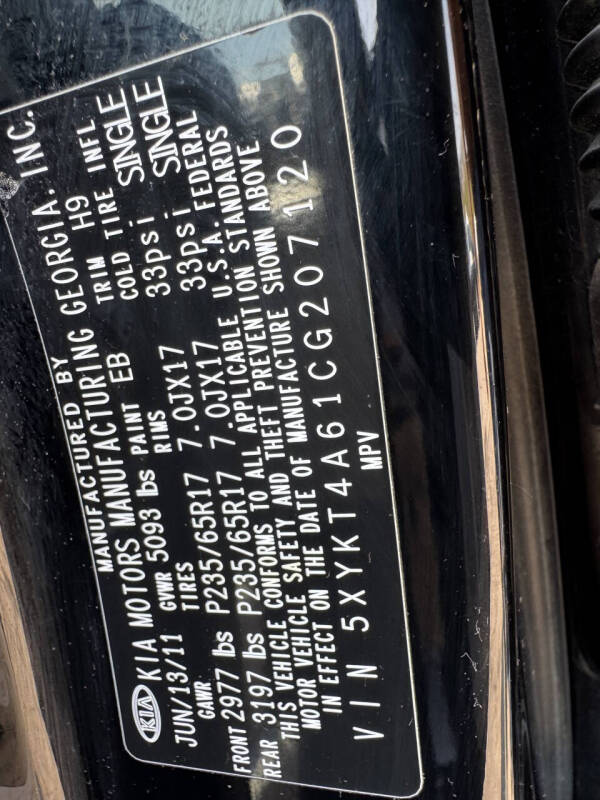 MANUFACTURED BY
KIA KIA MOTORS MANUFACTURING GEORGIA. INC.
JUN/13/11 GVWR 5093 lbs PAINT EB TRIM H9
GAWR TIRES RIMS COLD TIRE INFL
FRONT 2977 lbs P235/65R17 7.0JX17 33psi SINGLE
REAR 3197 lbs P235/65R17 7.0JX17 33psi SINGLE
THIS VEHICLE CONFORMS TO ALL APPLICABLE U.S.A. FEDERAL
MOTOR VEHICLE SAFETY AND THEFT PREVENTION STANDARDS
IN EFFECT ON THE DATE OF MANUFACTURE SHOWN ABOVE
VIN 5XYKT4A61CG207120
MPV